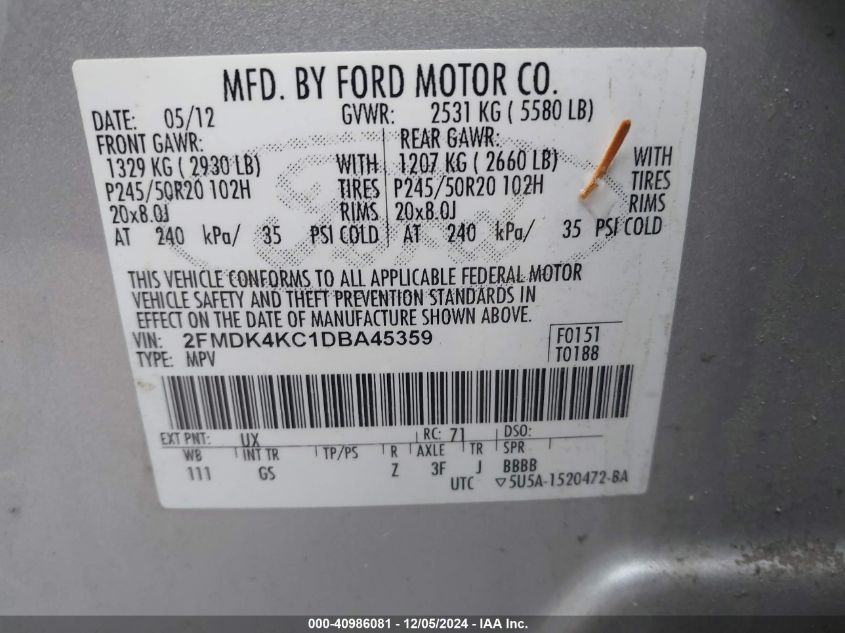 MFD. BY FORD MOTOR CO.
DATE: 05/12 GVWR: 2531 KG ( 5580 LB)
FRONT GAWR: REAR GAWR:
1329 KG ( 2930 LB) WITH 1207 KG ( 2660 LB) WITH
P245/50R20 102H TIRES P245/50R20 102H TIRES
20x8.0J RIMS 20x8.0J RIMS
AT 240 kPa/ 35 PSI COLD AT 240 kPa/ 35 PSI COLD
THIS VEHICLE CONFORMS TO ALL APPLICABLE FEDERAL MOTOR
VEHICLE SAFETY AND THEFT PREVENTION STANDARDS IN
EFFECT ON THE DATE OF MANUFACTURE SHOWN ABOVE.
VIN: 2FMDK4KC1DBA45359 F0151
TYPE: MPV T0188
EXT PNT: UX RC: 71 DSO:
WB INT TR TP/PS R AXLE TR SPR
111 GS Z 3F J BBBB
UTC ▽5U5A-1520472-BA
000-40986081 - 12/05/2024 - IAA Inc.